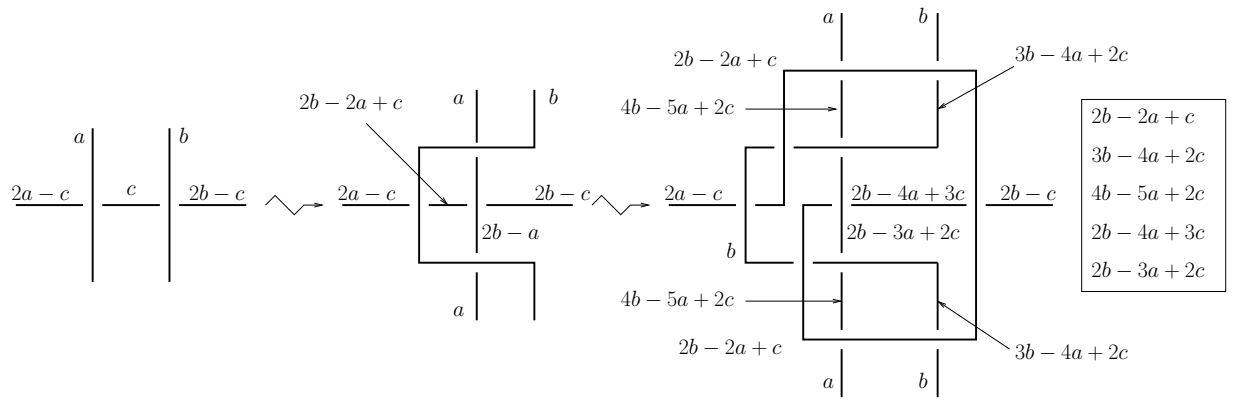 a
b
2a − c
c
2b − c
2b − 2a + c
a
b
2a − c
2b − c
2b − a
a
a
b
2b − 2a + c
3b − 4a + 2c
4b − 5a + 2c
2a − c
2b − 4a + 3c
2b − c
2b − 3a + 2c
b
4b − 5a + 2c
2b − 2a + c
3b − 4a + 2c
a
b
2b − 2a + c
3b − 4a + 2c
4b − 5a + 2c
2b − 4a + 3c
2b − 3a + 2c